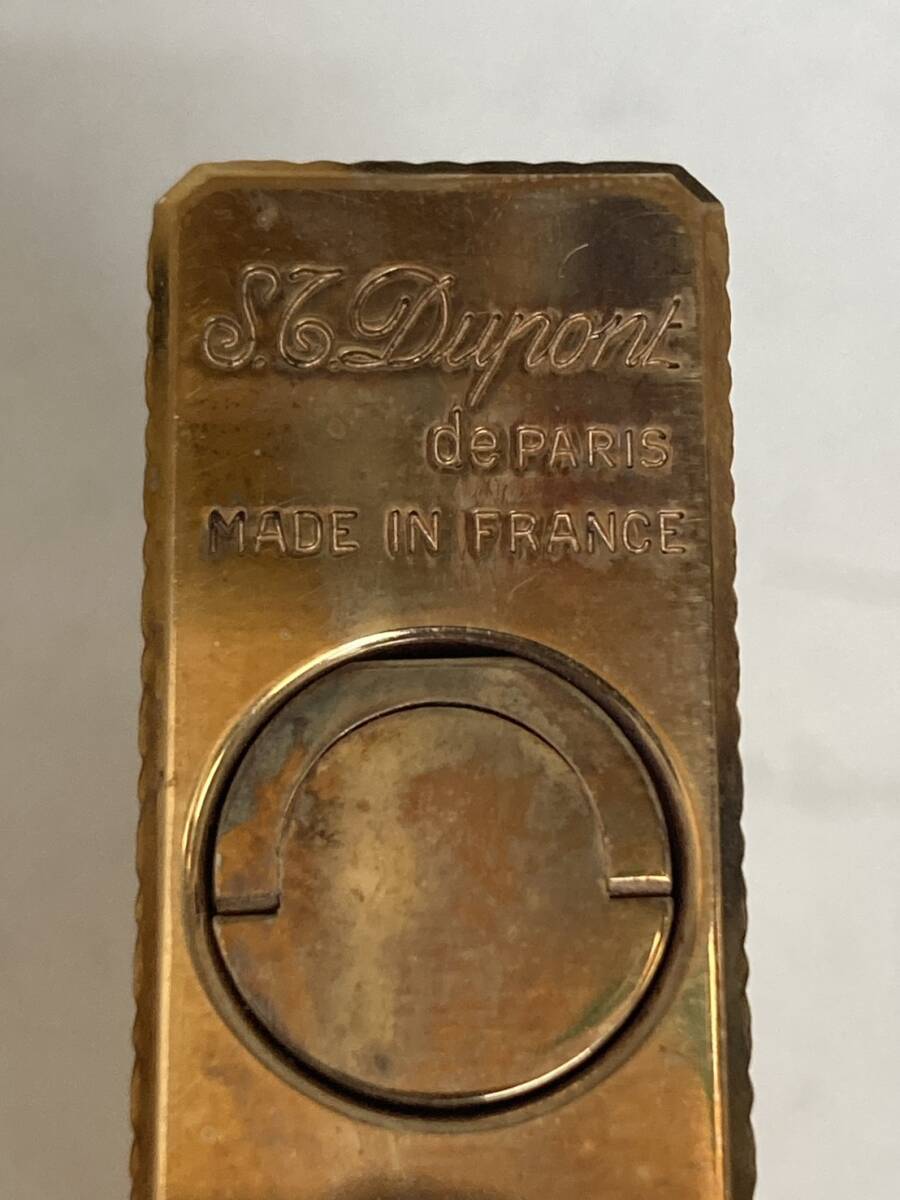 S.T. Dupont
de PARIS
MADE IN FRANCE